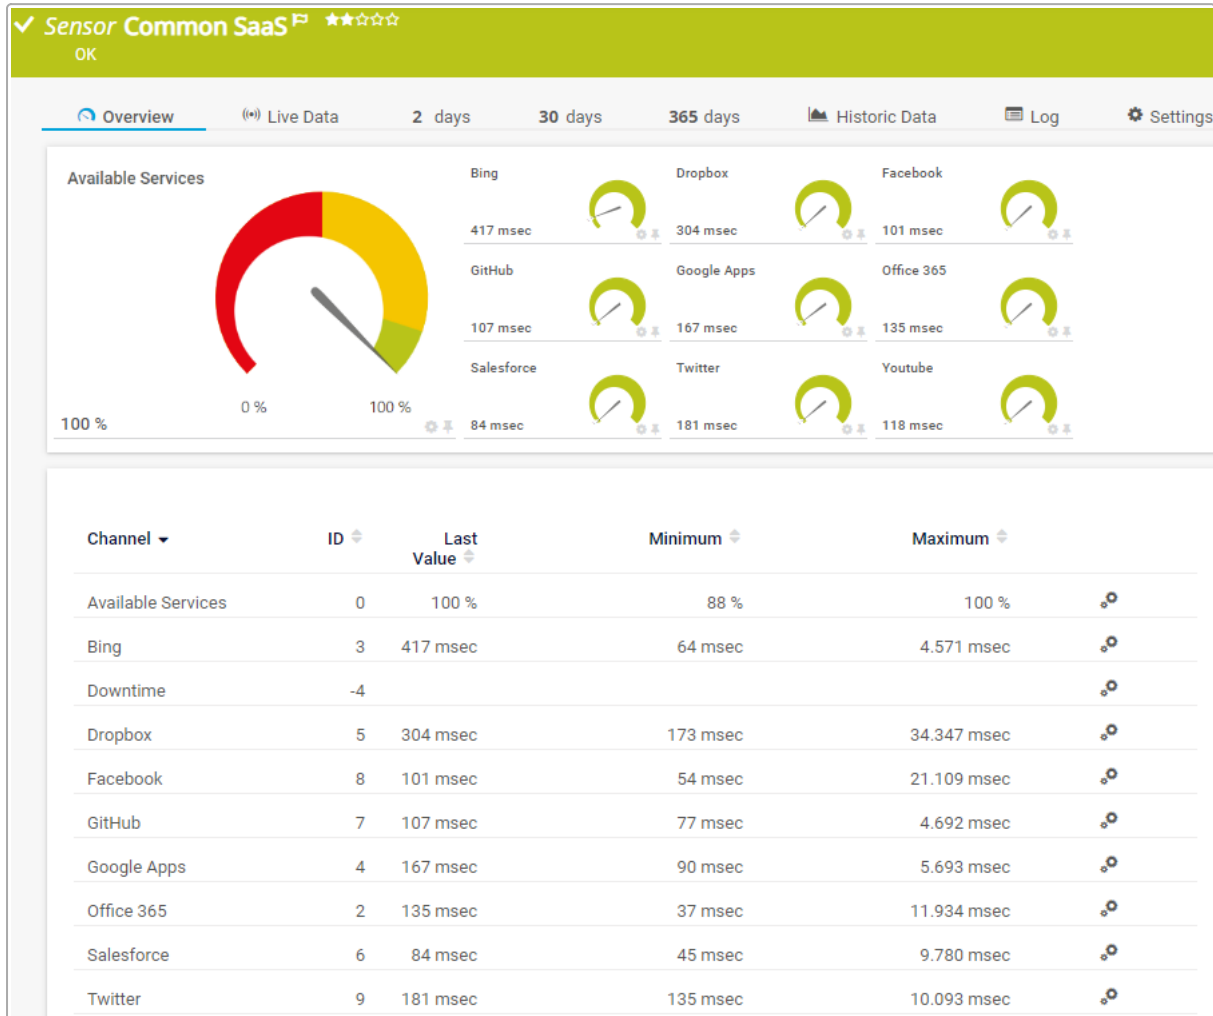 Sensor Common SaaS
OK
Overview
Live Data
2 days
30 days
365 days
Historic Data
Log
Settings
Available Services
0 %
100 %
100 %
Bing
417 msec
Dropbox
304 msec
Facebook
101 msec
GitHub
107 msec
Google Apps
167 msec
Office 365
135 msec
Salesforce
84 msec
Twitter
181 msec
Youtube
118 msec
Channel ID Last Value Minimum Maximum
Available Services 0 100 % 88 % 100 %
Bing 3 417 msec 64 msec 4.571 msec
Downtime -4
Dropbox 5 304 msec 173 msec 34.347 msec
Facebook 8 101 msec 54 msec 21.109 msec
GitHub 7 107 msec 77 msec 4.692 msec
Google Apps 4 167 msec 90 msec 5.693 msec
Office 365 2 135 msec 37 msec 11.934 msec
Salesforce 6 84 msec 45 msec 9.780 msec
Twitter 9 181 msec 135 msec 10.093 msec